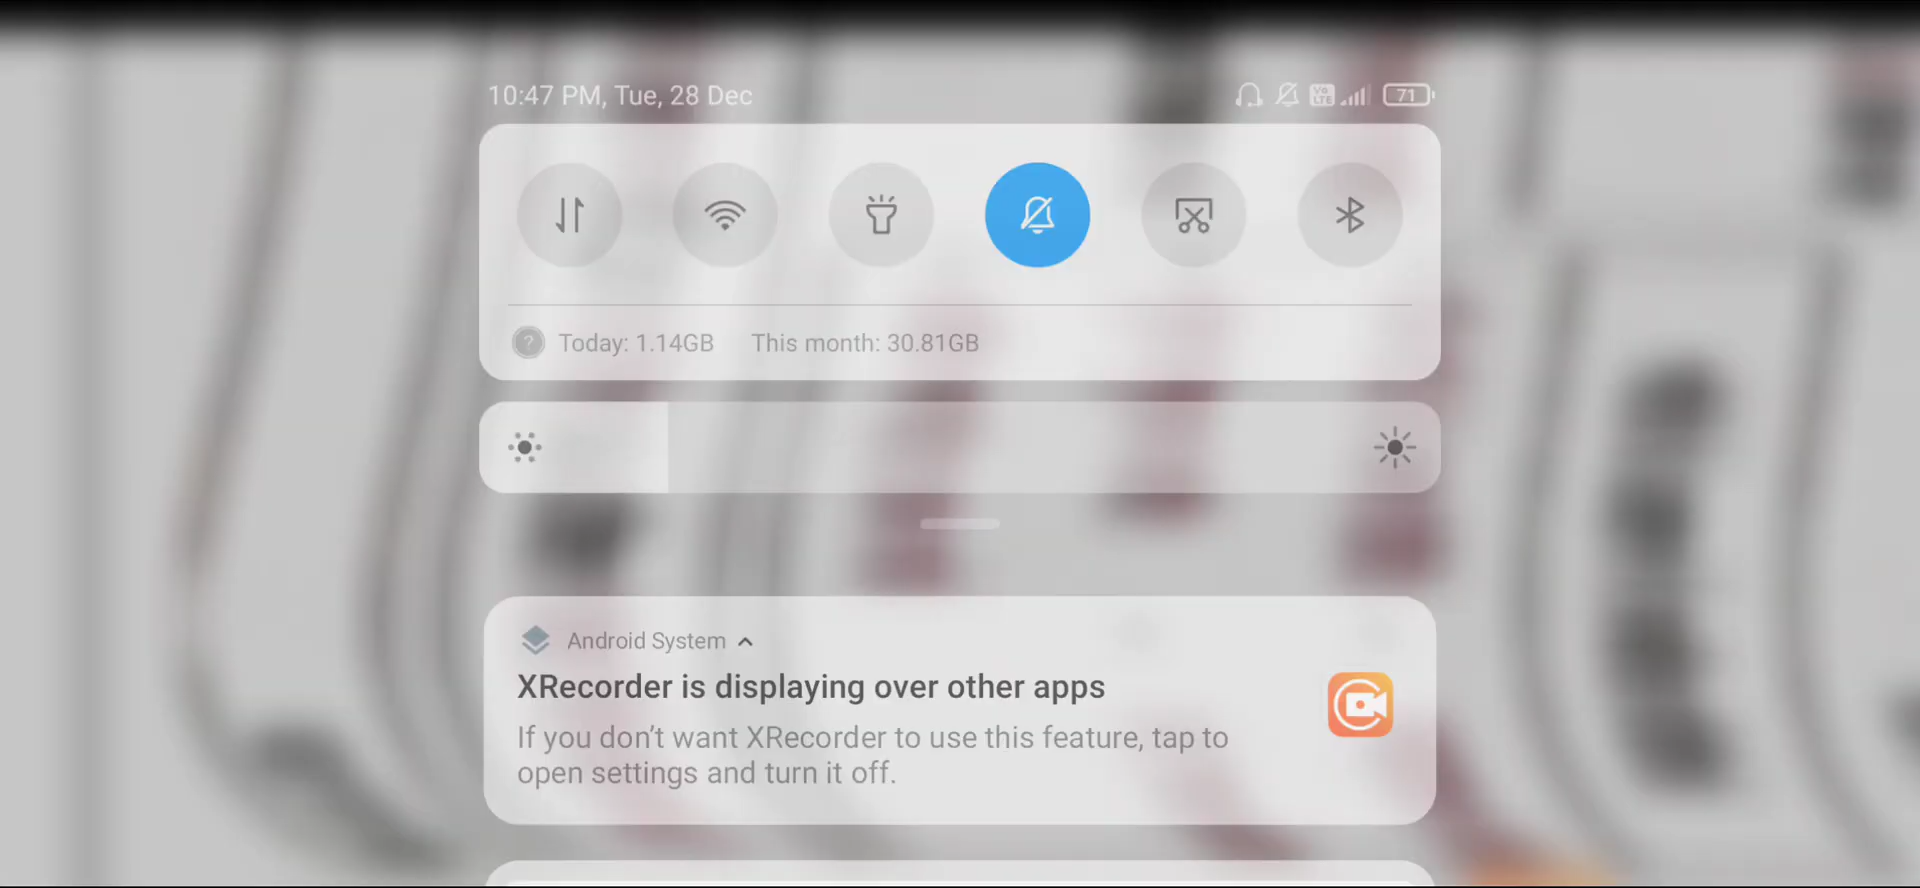 10:47 PM, Tue, 28 Dec
Vo
LTE
71
? Today: 1.14GB This month: 30.81GB
Android System
XRecorder is displaying over other apps
If you don't want XRecorder to use this feature, tap to
open settings and turn it off.